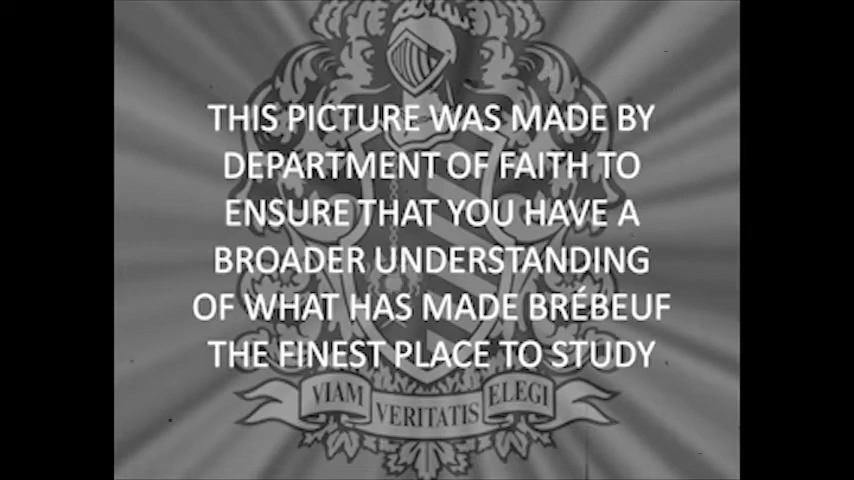 THIS PICTURE WAS MADE BY
DEPARTMENT OF FAITH TO
ENSURE THAT YOU HAVE A
BROADER UNDERSTANDING
OF WHAT HAS MADE BRÉBEUF
THE FINEST PLACE TO STUDY
VIAM VERITATIS ELEGI